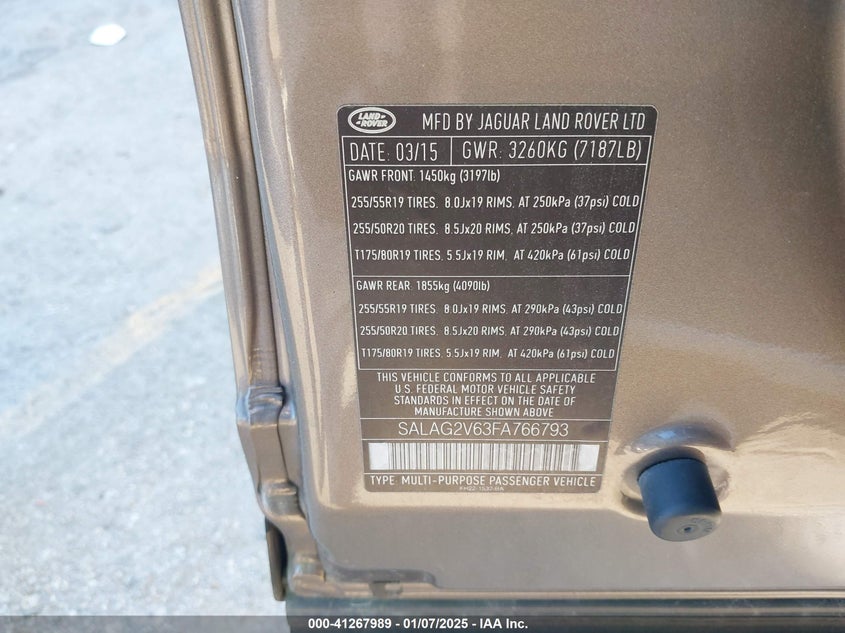 LAND ROVER
MFD BY JAGUAR LAND ROVER LTD
DATE: 03/15 GWR: 3260KG (7187LB)
GAWR FRONT. 1450kg (3197lb)
255/55R19 TIRES, 8.0Jx19 RIMS, AT 250kPa (37psi) COLD
255/50R20 TIRES, 8.5Jx20 RIMS, AT 250kPa (37psi) COLD
T175/80R19 TIRES, 5.5Jx19 RIM, AT 420kPa (61psi) COLD
GAWR REAR. 1855kg (4090lb)
255/55R19 TIRES, 8.0Jx19 RIMS, AT 290kPa (43psi) COLD
255/50R20 TIRES, 8.5Jx20 RIMS, AT 290kPa (43psi) COLD
T175/80R19 TIRES, 5.5Jx19 RIM, AT 420kPa (61psi) COLD
THIS VEHICLE CONFORMS TO ALL APPLICABLE
U.S. FEDERAL MOTOR VEHICLE SAFETY
STANDARDS IN EFFECT ON THE DATE OF
MANUFACTURE SHOWN ABOVE
SALAG2V63FA766793
TYPE: MULTI-PURPOSE PASSENGER VEHICLE
000-41267989 - 01/07/2025 - IAA Inc.